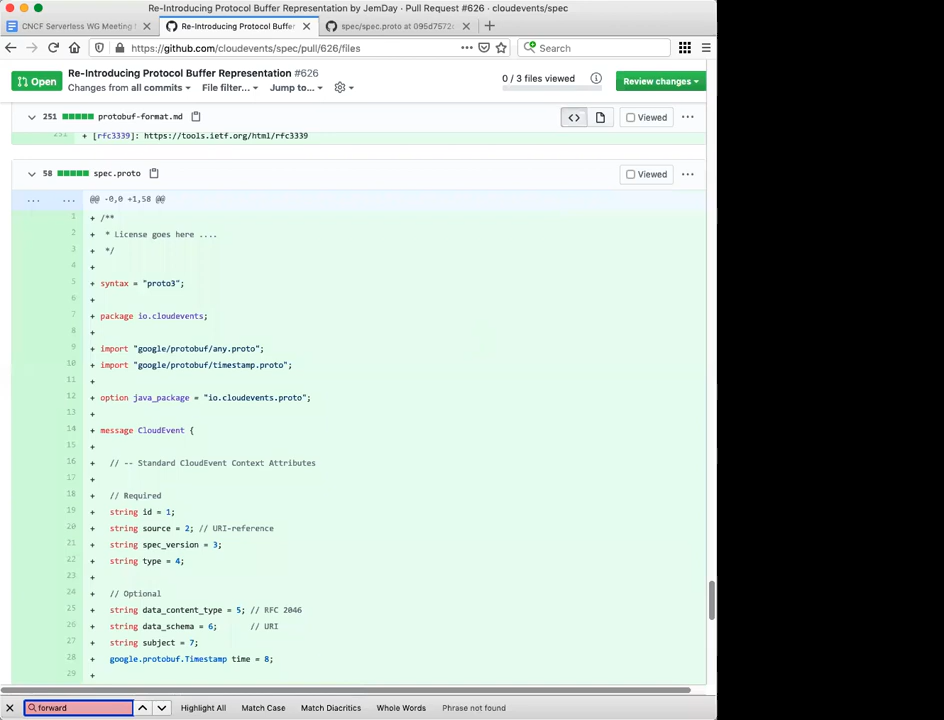 Re-Introducing Protocol Buffer Representation by JemDay · Pull Request #626 · cloudevents/spec
CNCF Serverless WG Meeting
Re-Introducing Protocol Buffer
spec/spec.proto at 095d7572
https://github.com/cloudevents/spec/pull/626/files
Search
Open
Re-Introducing Protocol Buffer Representation #626
Changes from all commits File filter... Jump to...
0 / 3 files viewed
Review changes
251 protobuf-format.md
Viewed
251 + [rfc3339]: https://tools.ietf.org/html/rfc3339
58 spec.proto
Viewed
... ... @@ -0,0 +1,58 @@
1 + /**
2 + * License goes here ....
3 + */
4 +
5 + syntax = "proto3";
6 +
7 + package io.cloudevents;
8 +
9 + import "google/protobuf/any.proto";
10 + import "google/protobuf/timestamp.proto";
11 +
12 + option java_package = "io.cloudevents.proto";
13 +
14 + message CloudEvent {
15 +
16 + // -- Standard CloudEvent Context Attributes
17 +
18 + // Required
19 + string id = 1;
20 + string source = 2; // URI-reference
21 + string spec_version = 3;
22 + string type = 4;
23 +
24 + // Optional
25 + string data_content_type = 5; // RFC 2046
26 + string data_schema = 6; // URI
27 + string subject = 7;
28 + google.protobuf.Timestamp time = 8;
29 +
forward
Highlight All Match Case Match Diacritics Whole Words Phrase not found